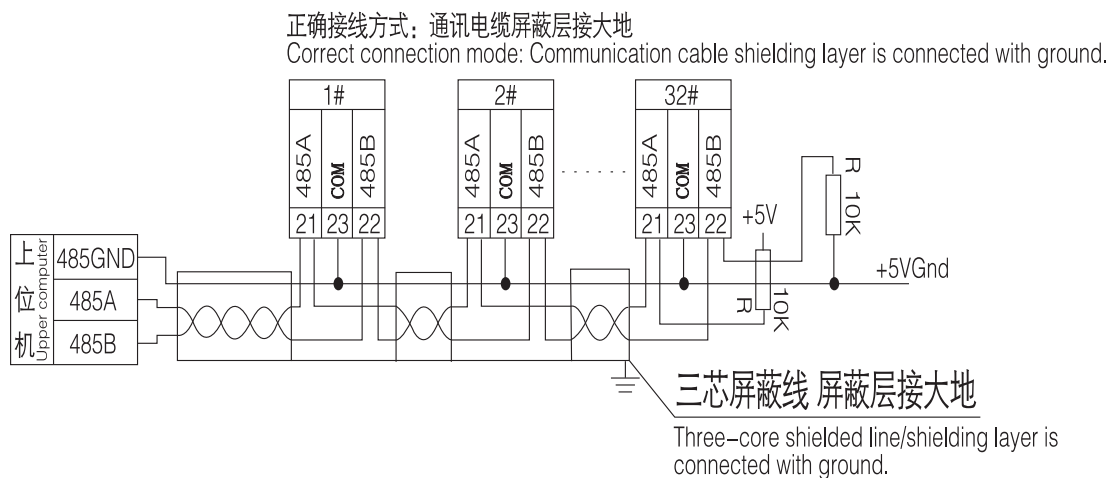 正确接线方式：通讯电缆屏蔽层接大地
Correct connection mode: Communication cable shielding layer is connected with ground.
1#
2#
32#
485A
COM
485B
485A
COM
485B
485A
COM
485B
21
23
22
21
23
22
21
23
22
R
10K
+5V
+5VGnd
R
10K
上位机
Upper computer
485GND
485A
485B
三芯屏蔽线 屏蔽层接大地
Three-core shielded line/shielding layer is
connected with ground.